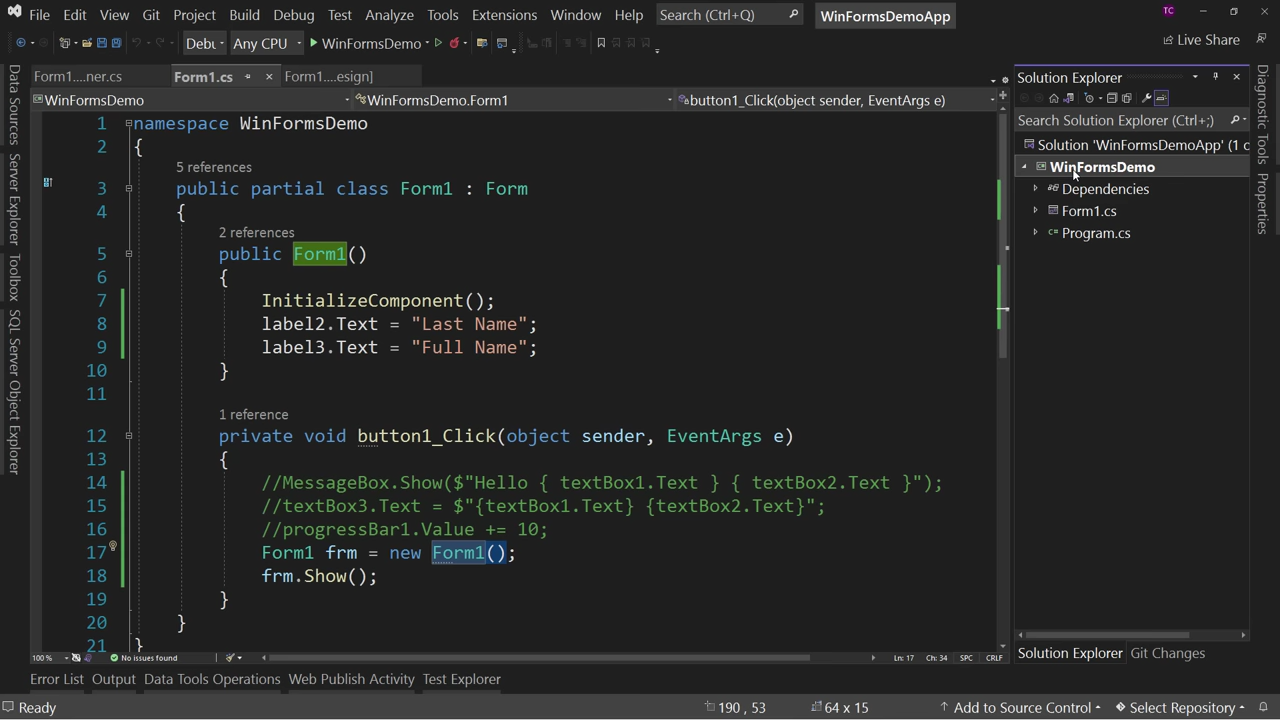 File Edit View Git Project Build Debug Test Analyze Tools Extensions Window Help Search (Ctrl+Q) WinFormsDemoApp TC
Debu Any CPU WinFormsDemo Live Share
Form1....ner.cs Form1.cs Form1....esign]
WinFormsDemo WinFormsDemo.Form1 button1_Click(object sender, EventArgs e)
1 namespace WinFormsDemo
2 {
5 references
3 public partial class Form1 : Form
4 {
2 references
5 public Form1()
6 {
7 InitializeComponent();
8 label2.Text = "Last Name";
9 label3.Text = "Full Name";
10 }
11
1 reference
12 private void button1_Click(object sender, EventArgs e)
13 {
14 //MessageBox.Show($"Hello { textBox1.Text } { textBox2.Text }");
15 //textBox3.Text = $"{textBox1.Text} {textBox2.Text}";
16 //progressBar1.Value += 10;
17 Form1 frm = new Form1();
18 frm.Show();
19 }
20 }
21 }
100 % No issues found Ln: 17 Ch: 34 SPC CRLF
Data Sources
Server Explorer
Toolbox
SQL Server Object Explorer
Solution Explorer
Search Solution Explorer (Ctrl+;)
Solution 'WinFormsDemoApp' (1 o
WinFormsDemo
Dependencies
Form1.cs
C# Program.cs
Solution Explorer Git Changes
Diagnostic Tools
Properties
Error List Output Data Tools Operations Web Publish Activity Test Explorer
Ready 190 , 53 64 x 15 Add to Source Control Select Repository